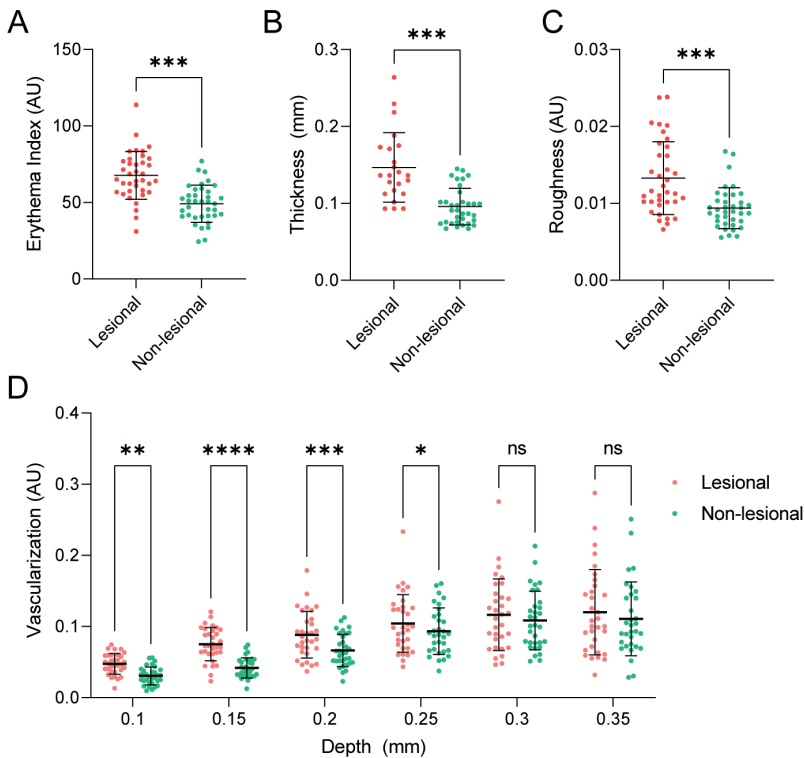 A
150
100
50
0
Erythema Index (AU)
***
Lesional
Non-lesional
B
0.3
0.2
0.1
0.0
Thickness (mm)
***
Lesional
Non-lesional
C
0.03
0.02
0.01
0.00
Roughness (AU)
***
Lesional
Non-lesional
D
0.4
0.3
0.2
0.1
0.0
Vascularization (AU)
** **** *** * ns ns
0.1 0.15 0.2 0.25 0.3 0.35
Depth (mm)
Lesional
Non-lesional